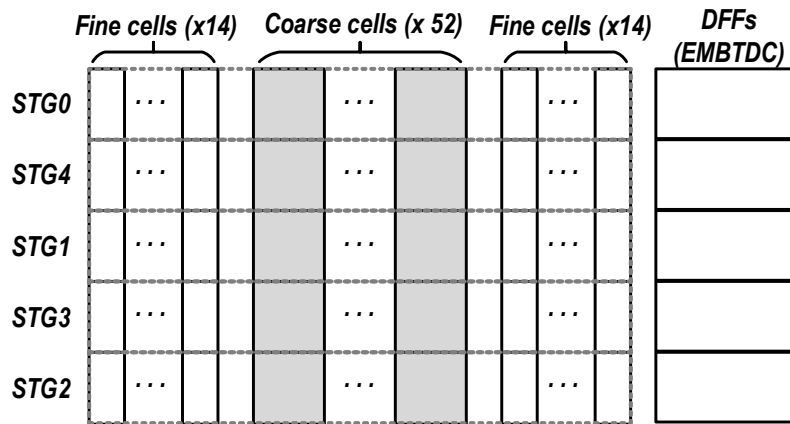 Fine cells (x14) Coarse cells (x 52) Fine cells (x14) DFFs
(EMBTDC)
STG0 ... ... ...
STG4 ... ... ...
STG1 ... ... ...
STG3 ... ... ...
STG2 ... ... ...